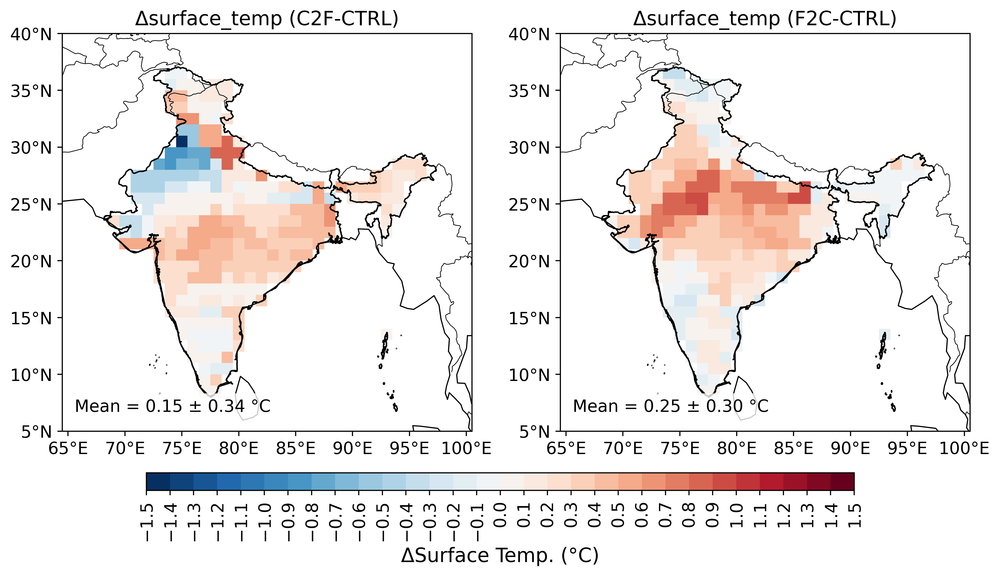 Δsurface_temp (C2F-CTRL)
40°N
35°N
30°N
25°N
20°N
15°N
10°N
5°N
65°E 70°E 75°E 80°E 85°E 90°E 95°E 100°E
Mean = 0.15 ± 0.34 °C
Δsurface_temp (F2C-CTRL)
40°N
35°N
30°N
25°N
20°N
15°N
10°N
5°N
65°E 70°E 75°E 80°E 85°E 90°E 95°E 100°E
Mean = 0.25 ± 0.30 °C
−1.5 −1.4 −1.3 −1.2 −1.1 −1.0 −0.9 −0.8 −0.7 −0.6 −0.5 −0.4 −0.3 −0.2 −0.1 0.0 0.1 0.2 0.3 0.4 0.5 0.6 0.7 0.8 0.9 1.0 1.1 1.2 1.3 1.4 1.5
ΔSurface Temp. (°C)